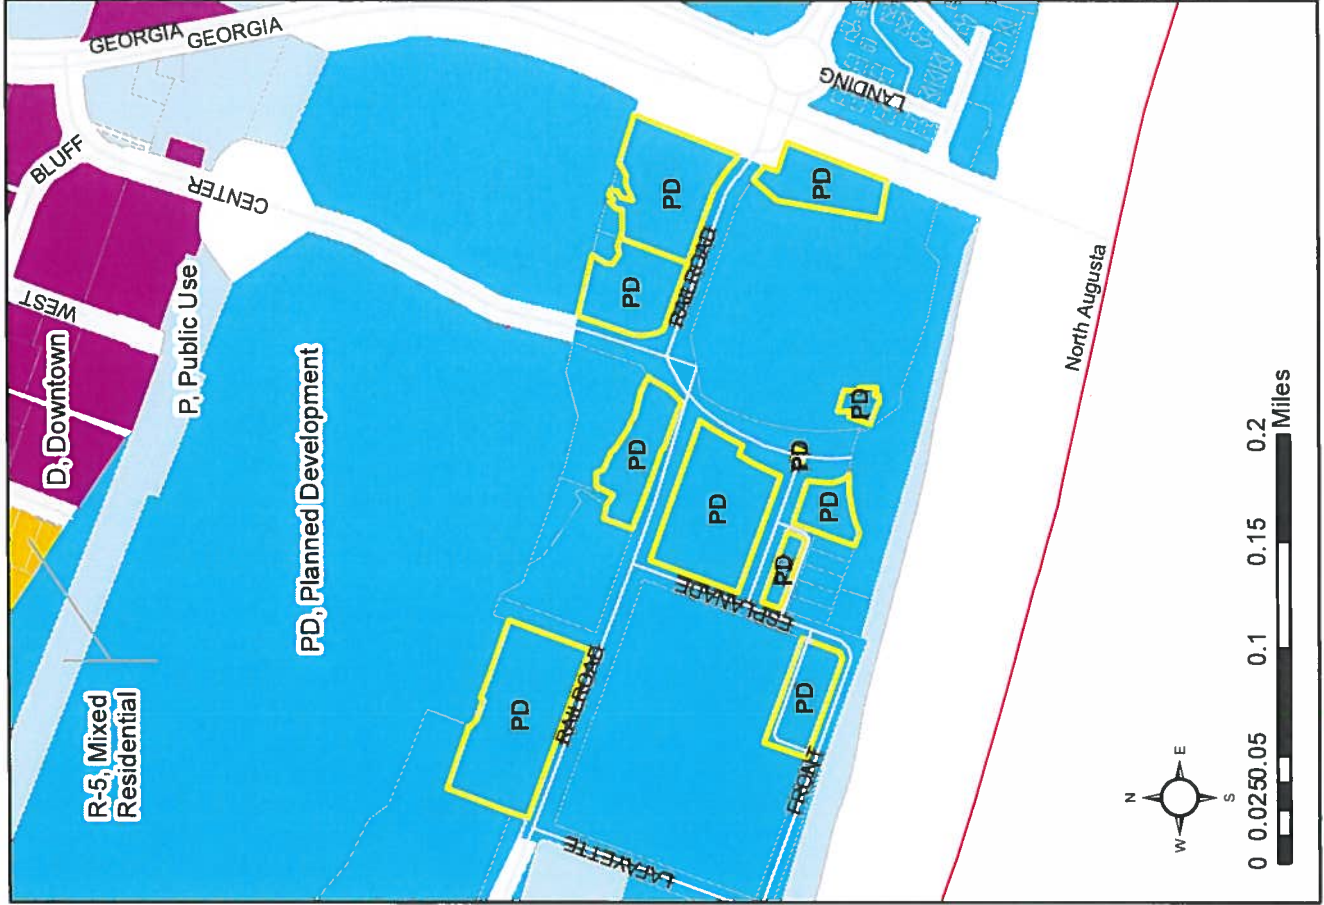 GEORGIA
GEORGIA
BLUFF
CENTER
WEST
LANDING
D, Downtown
P, Public Use
PD, Planned Development
R-5, Mixed
Residential
PD
PD
PD
RAILROAD
PD
PD
PD
PD
PD
PD
ESPLANADE
PD
PD
RAILROAD
FRONT
LAFAYETTE
North Augusta
N
W
E
S
0 0.0250.05 0.1 0.15 0.2
Miles